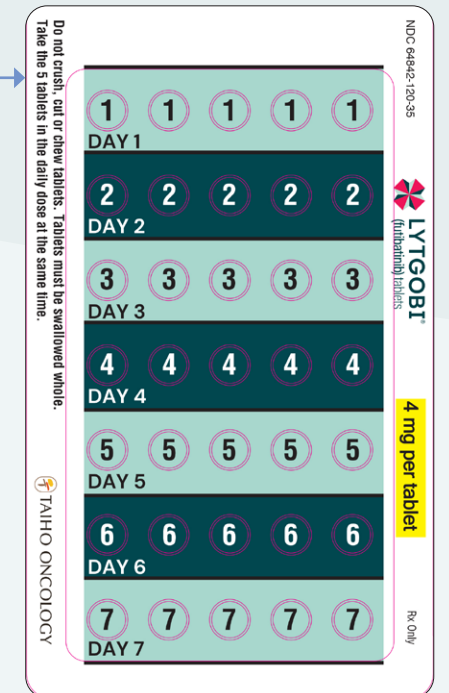 NDC 64842-120-35
LYTGOBI®
(futibatinib) tablets
4 mg per tablet
Rx Only
1 1 1 1 1
DAY 1
2 2 2 2 2
DAY 2
3 3 3 3 3
DAY 3
4 4 4 4 4
DAY 4
5 5 5 5 5
DAY 5
6 6 6 6 6
DAY 6
7 7 7 7 7
DAY 7
Do not crush, cut or chew tablets. Tablets must be swallowed whole.
Take the 5 tablets in the daily dose at the same time.
TAIHO ONCOLOGY